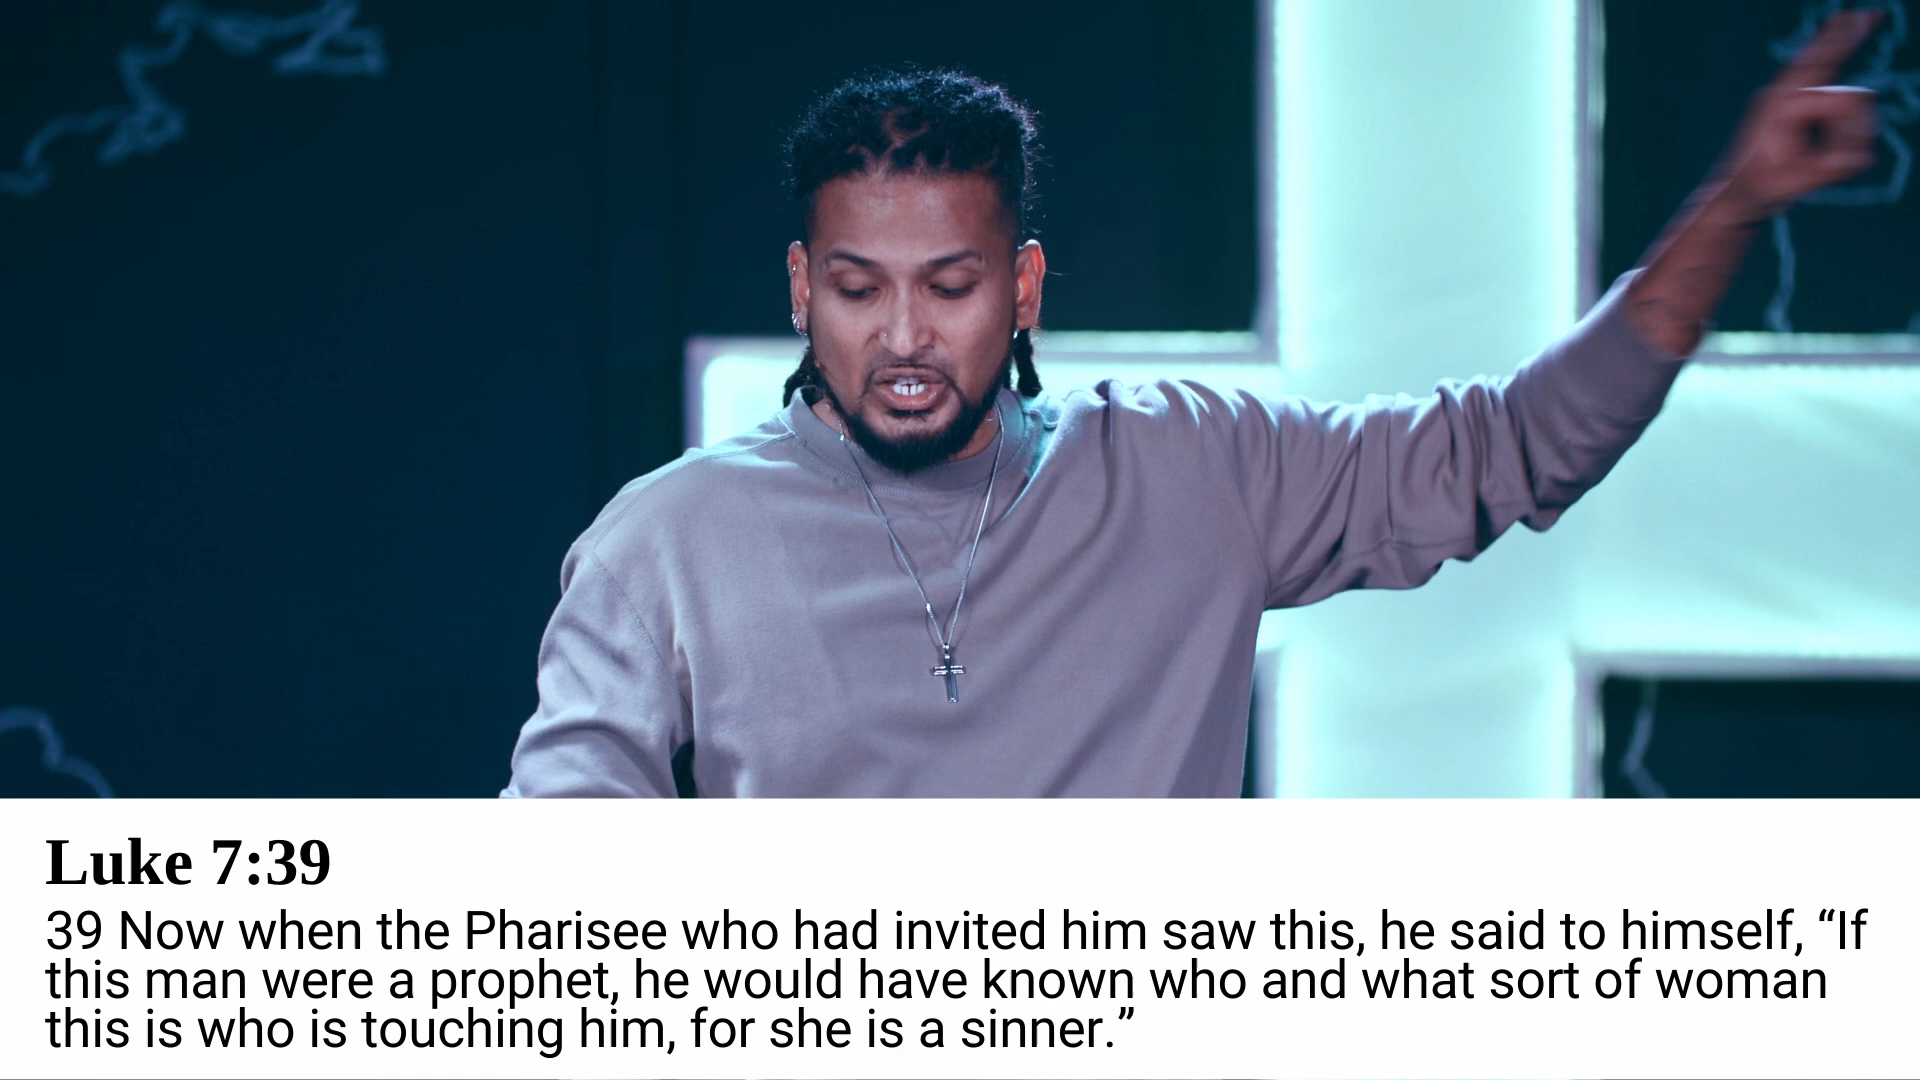 Luke 7:39
39 Now when the Pharisee who had invited him saw this, he said to himself, “If
this man were a prophet, he would have known who and what sort of woman
this is who is touching him, for she is a sinner.”